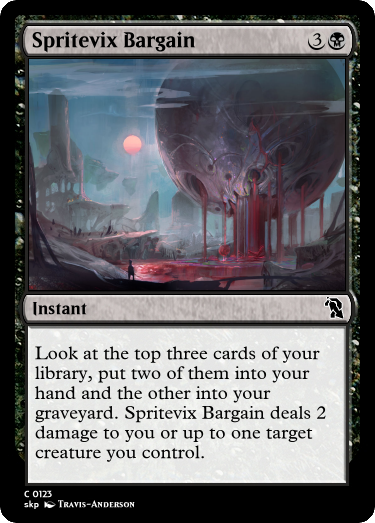 Spritevix Bargain 3
Instant
Look at the top three cards of your
library, put two of them into your
hand and the other into your
graveyard. Spritevix Bargain deals 2
damage to you or up to one target
creature you control.
C 0123
skp Travis-Anderson